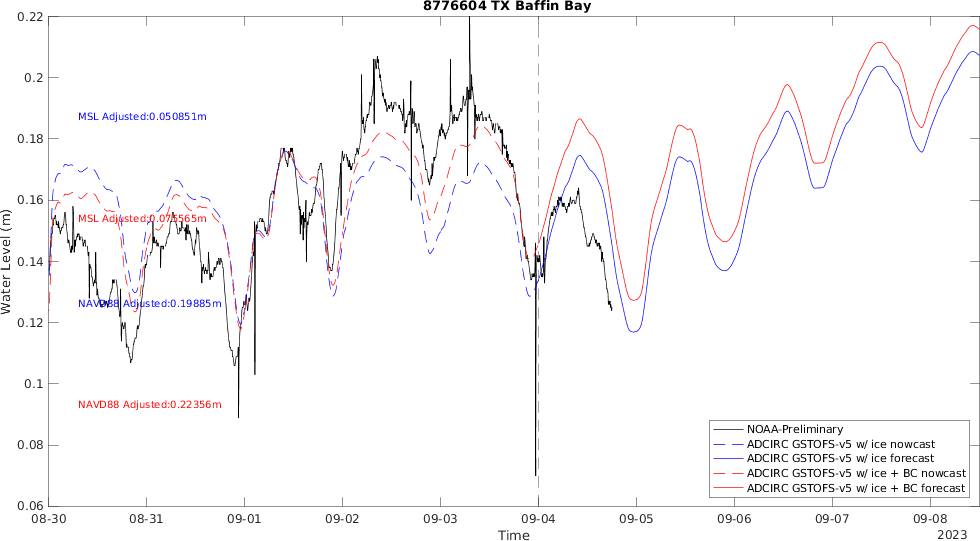 8776604 TX Baffin Bay
0.22
0.2
0.18
0.16
0.14
0.12
0.1
0.08
0.06
Water Level (m)
MSL Adjusted:0.050851m
MSL Adjusted:0.075565m
NAVD88 Adjusted:0.19885m
NAVD88 Adjusted:0.22356m
NOAA-Preliminary
ADCIRC GSTOFS-v5 w/ ice nowcast
ADCIRC GSTOFS-v5 w/ ice forecast
ADCIRC GSTOFS-v5 w/ ice + BC nowcast
ADCIRC GSTOFS-v5 w/ ice + BC forecast
08-30 08-31 09-01 09-02 09-03 09-04 09-05 09-06 09-07 09-08
Time
2023